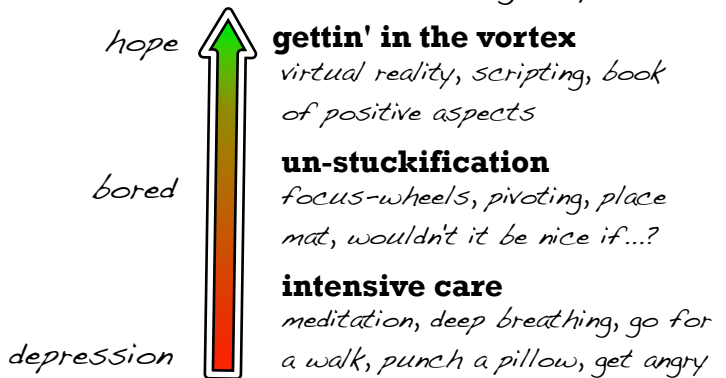 hope
gettin' in the vortex
virtual reality, scripting, book
of positive aspects
bored
un-stuckification
focus-wheels, pivoting, place
mat, wouldn't it be nice if...?
intensive care
meditation, deep breathing, go for
a walk, punch a pillow, get angry
depression